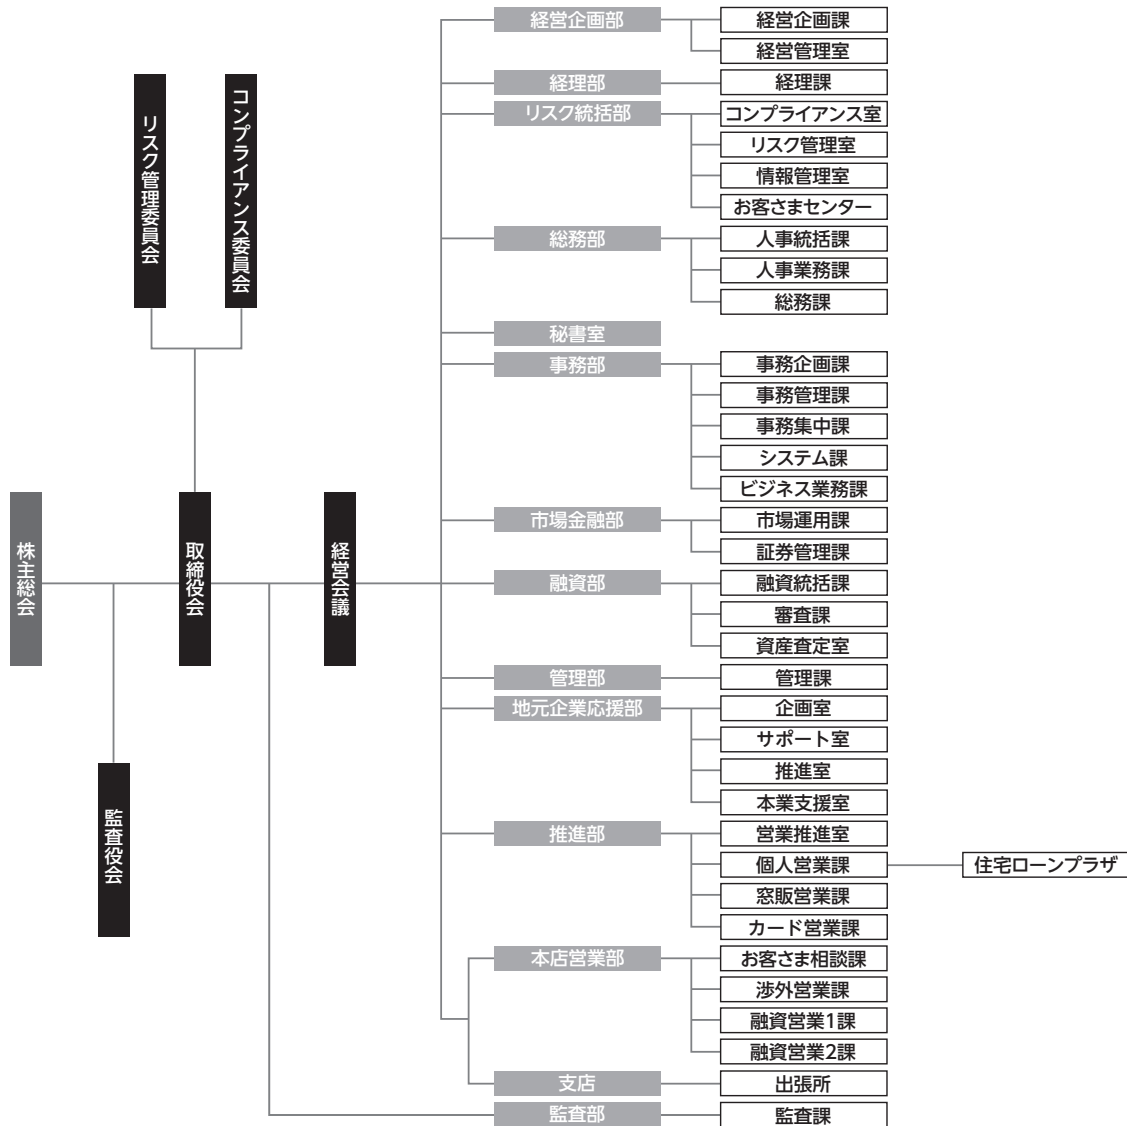 株主総会
監査役会
取締役会
リスク管理委員会
コンプライアンス委員会
経営会議
経営企画部
経営企画課
経営管理室
経理部
経理課
リスク統括部
コンプライアンス室
リスク管理室
情報管理室
お客さまセンター
総務部
人事統括課
人事業務課
総務課
秘書室
事務部
事務企画課
事務管理課
事務集中課
システム課
ビジネス業務課
市場金融部
市場運用課
証券管理課
融資部
融資統括課
審査課
資産査定室
管理部
管理課
地元企業応援部
企画室
サポート室
推進室
本業支援室
推進部
営業推進室
個人営業課
住宅ローンプラザ
窓販営業課
カード営業課
本店営業部
お客さま相談課
渉外営業課
融資営業1課
融資営業2課
支店
出張所
監査部
監査課